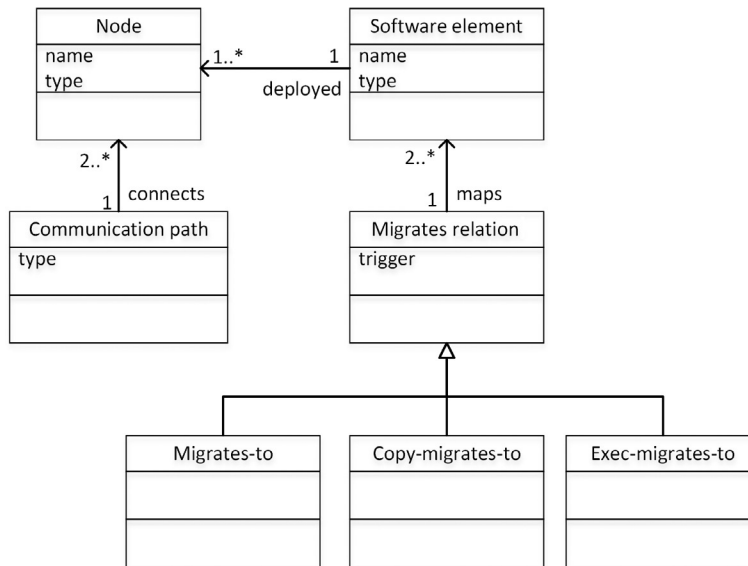 Node
Software element
name
type
1..*
1
deployed
name
type
2..*
1
connects
2..*
1
maps
Communication path
type
Migrates relation
trigger
Migrates-to
Copy-migrates-to
Exec-migrates-to